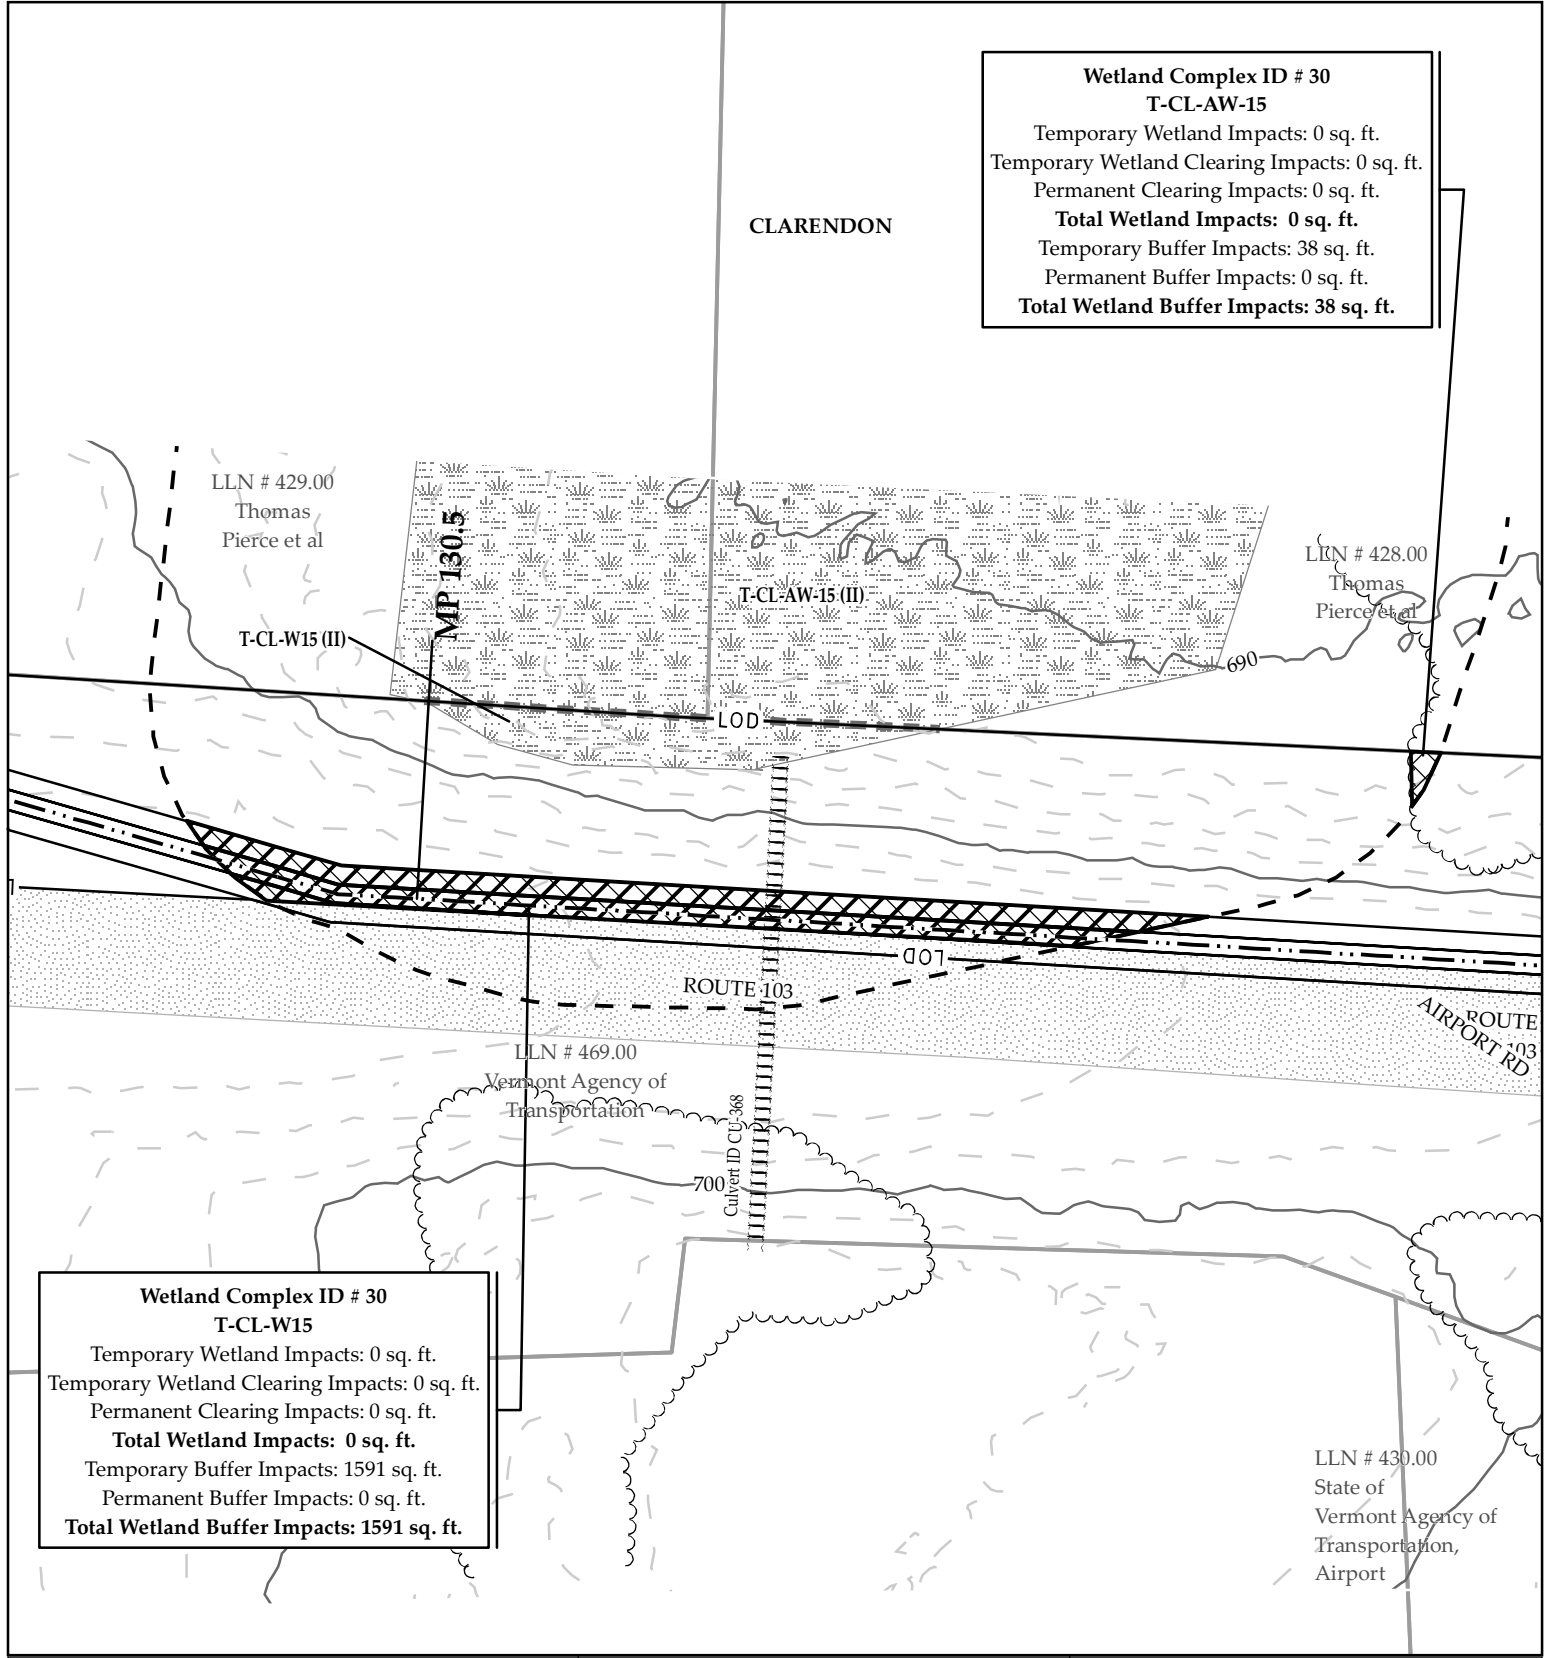 Wetland Complex ID # 30
T-CL-AW-15
Temporary Wetland Impacts: 0 sq. ft.
Temporary Wetland Clearing Impacts: 0 sq. ft.
Permanent Clearing Impacts: 0 sq. ft.
Total Wetland Impacts: 0 sq. ft.
Temporary Buffer Impacts: 38 sq. ft.
Permanent Buffer Impacts: 0 sq. ft.
Total Wetland Buffer Impacts: 38 sq. ft.
CLARENDON
LLN # 429.00
Thomas
Pierce et al
MP 130.5
LLN # 428.00
Thomas
Pierce et al
T-CL-AW-15 (II)
T-CL-W15 (II)
690
LOD
LOD
ROUTE 103
AIRPORT RD
ROUTE
103
LLN # 469.00
Vermont Agency of
Transportation
Culvert ID CU-368
700
Wetland Complex ID # 30
T-CL-W15
Temporary Wetland Impacts: 0 sq. ft.
Temporary Wetland Clearing Impacts: 0 sq. ft.
Permanent Clearing Impacts: 0 sq. ft.
Total Wetland Impacts: 0 sq. ft.
Temporary Buffer Impacts: 1591 sq. ft.
Permanent Buffer Impacts: 0 sq. ft.
Total Wetland Buffer Impacts: 1591 sq. ft.
LLN # 430.00
State of
Vermont Agency of
Transportation,
Airport